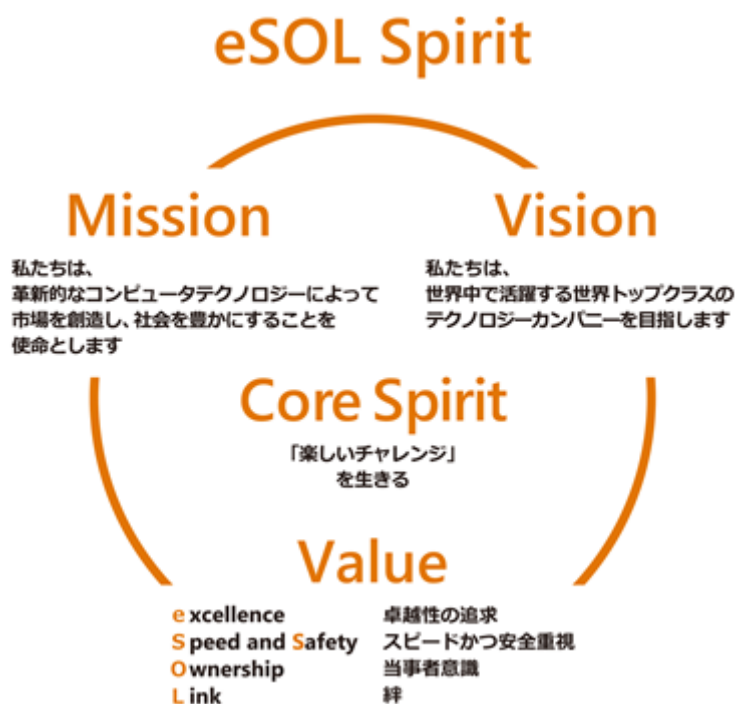 eSOL Spirit
Mission
私たちは、
革新的なコンピュータテクノロジーによって
市場を創造し、社会を豊かにすることを
使命とします
Vision
私たちは、
世界中で活躍する世界トップクラスの
テクノロジーカンパニーを目指します
Core Spirit
「楽しいチャレンジ」
を生きる
Value
excellence 卓越性の追求
Speed and Safety スピードかつ安全重視
Ownership 当事者意識
Link 絆